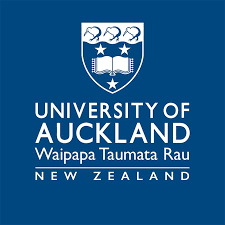 UNIVERSITY OF
AUCKLAND
Waipapa Taumata Rau
NEW ZEALAND